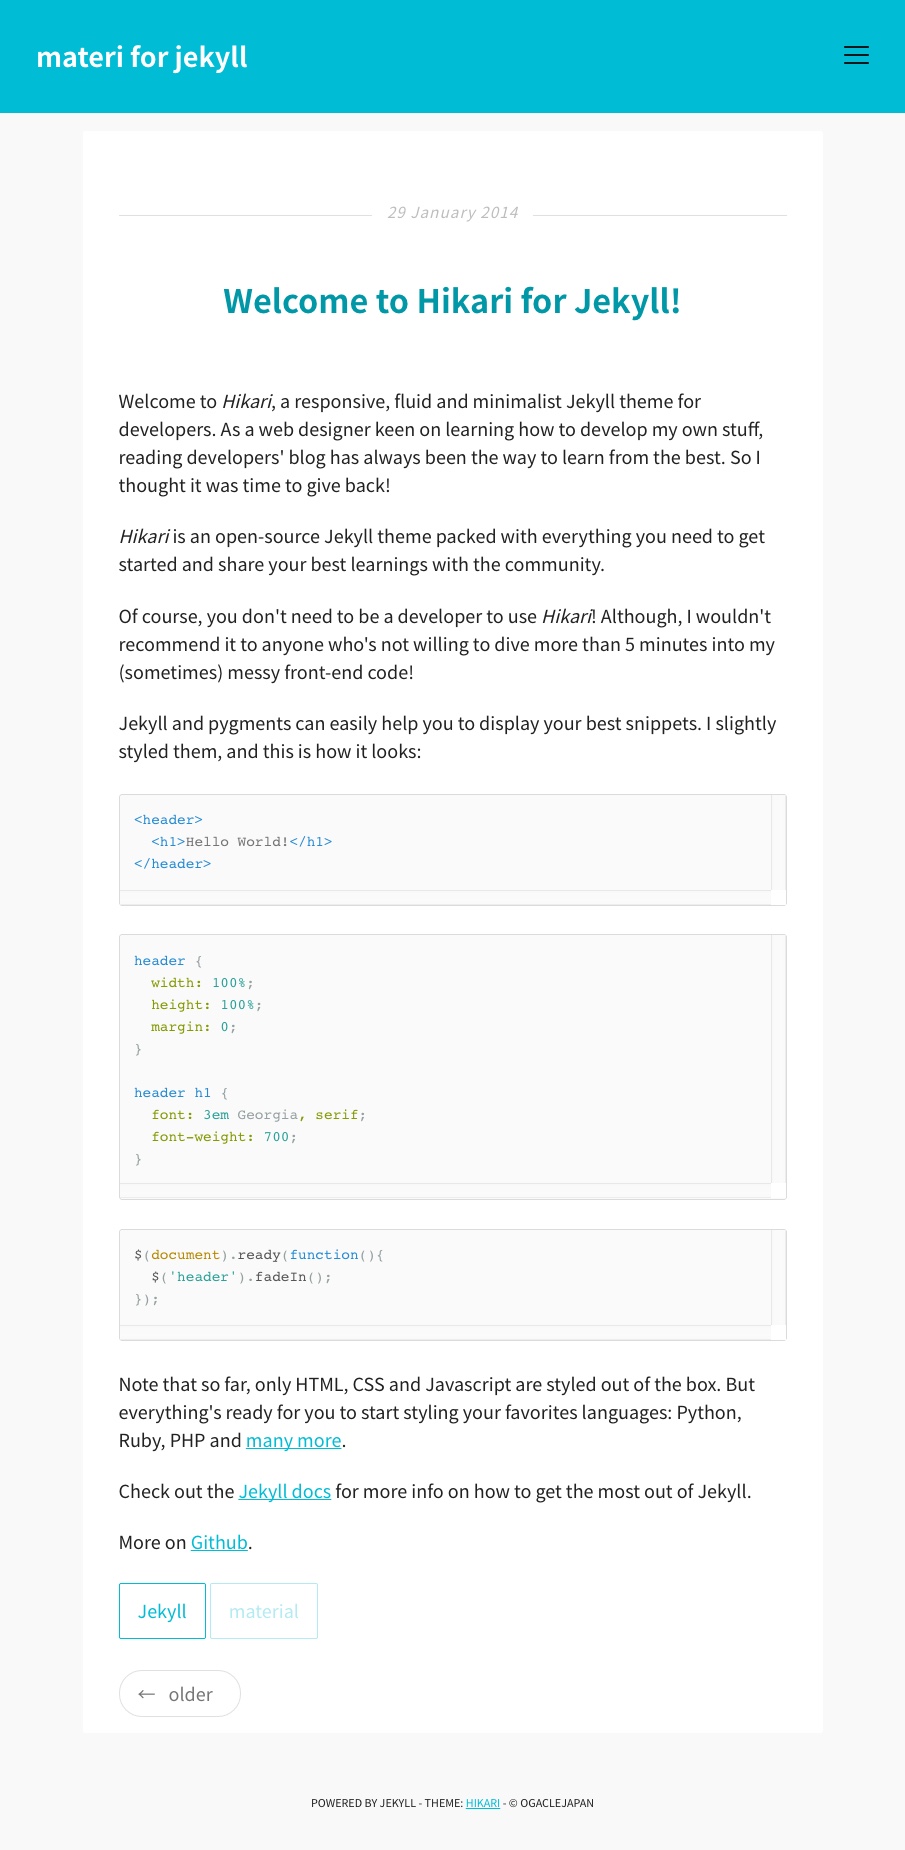 materi for jekyll
29 January 2014
Welcome to Hikari for Jekyll!
Welcome to Hikari, a responsive, fluid and minimalist Jekyll theme for
developers. As a web designer keen on learning how to develop my own stuff,
reading developers' blog has always been the way to learn from the best. So I
thought it was time to give back!
Hikari is an open-source Jekyll theme packed with everything you need to get
started and share your best learnings with the community.
Of course, you don't need to be a developer to use Hikari! Although, I wouldn't
recommend it to anyone who's not willing to dive more than 5 minutes into my
(sometimes) messy front-end code!
Jekyll and pygments can easily help you to display your best snippets. I slightly
styled them, and this is how it looks:
<header>
  <h1>Hello World!</h1>
</header>
header {
  width: 100%;
  height: 100%;
  margin: 0;
}
header h1 {
  font: 3em Georgia, serif;
  font-weight: 700;
}
$(document).ready(function(){
  $('header').fadeIn();
});
Note that so far, only HTML, CSS and Javascript are styled out of the box. But
everything's ready for you to start styling your favorites languages: Python,
Ruby, PHP and many more.
Check out the Jekyll docs for more info on how to get the most out of Jekyll.
More on Github.
Jekyll material
← older
POWERED BY JEKYLL - THEME: HIKARI - © OGACLEJAPAN